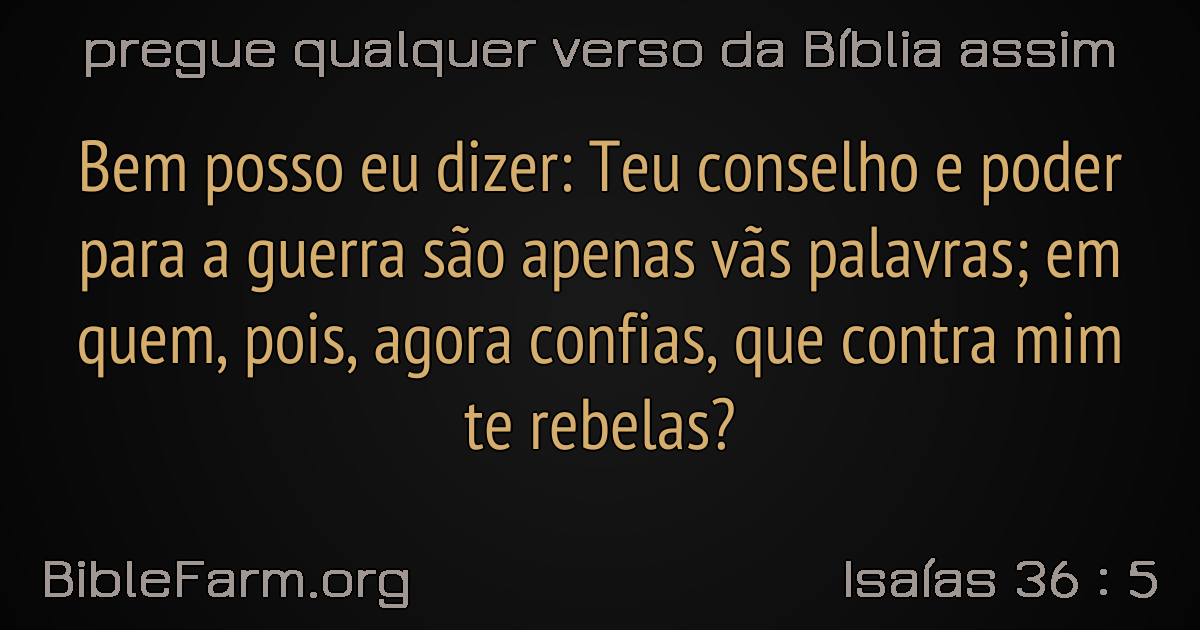 pregue qualquer verso da Bíblia assim
Bem posso eu dizer: Teu conselho e poder
para a guerra são apenas vãs palavras; em
quem, pois, agora confias, que contra mim
te rebelas?
BibleFarm.org
Isaías 36 : 5